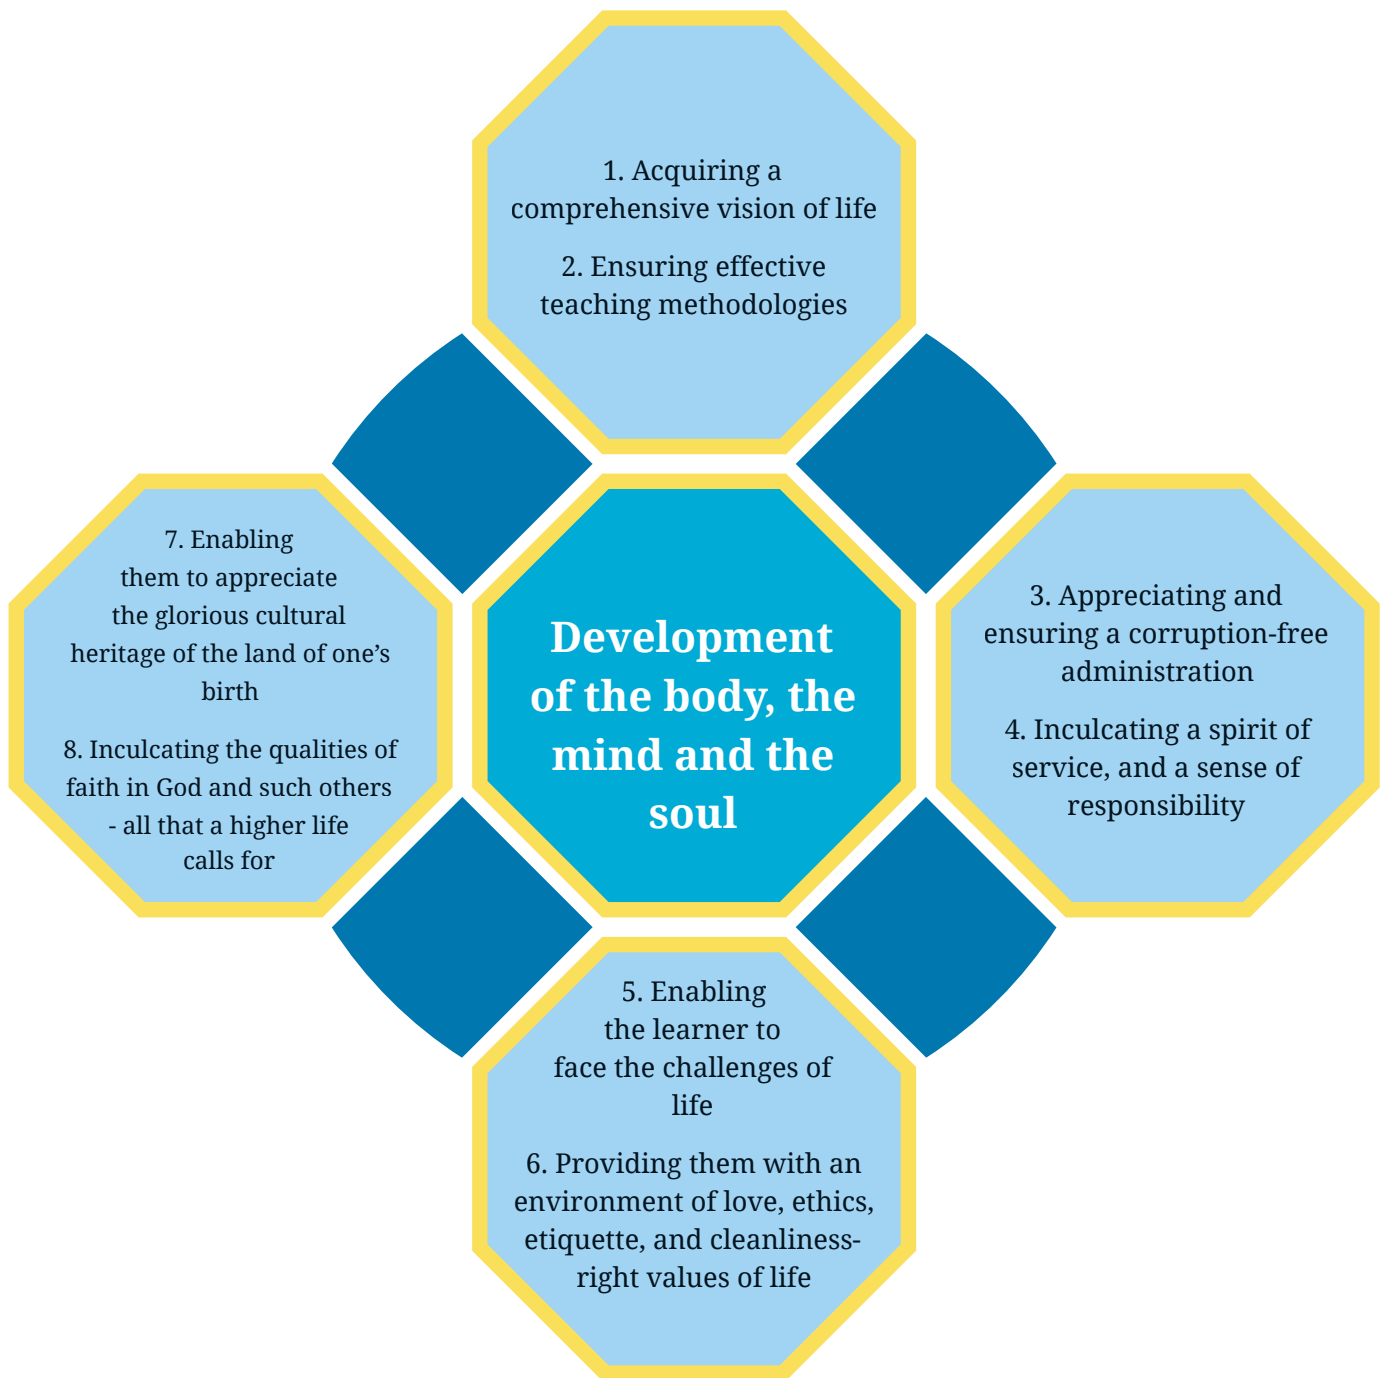 1. Acquiring a
comprehensive vision of life
2. Ensuring effective
teaching methodologies
7. Enabling
them to appreciate
the glorious cultural
heritage of the land of one’s
birth
8. Inculcating the qualities of
faith in God and such others
- all that a higher life
calls for
Development
of the body, the
mind and the
soul
3. Appreciating and
ensuring a corruption-free
administration
4. Inculcating a spirit of
service, and a sense of
responsibility
5. Enabling
the learner to
face the challenges of
life
6. Providing them with an
environment of love, ethics,
etiquette, and cleanliness-
right values of life